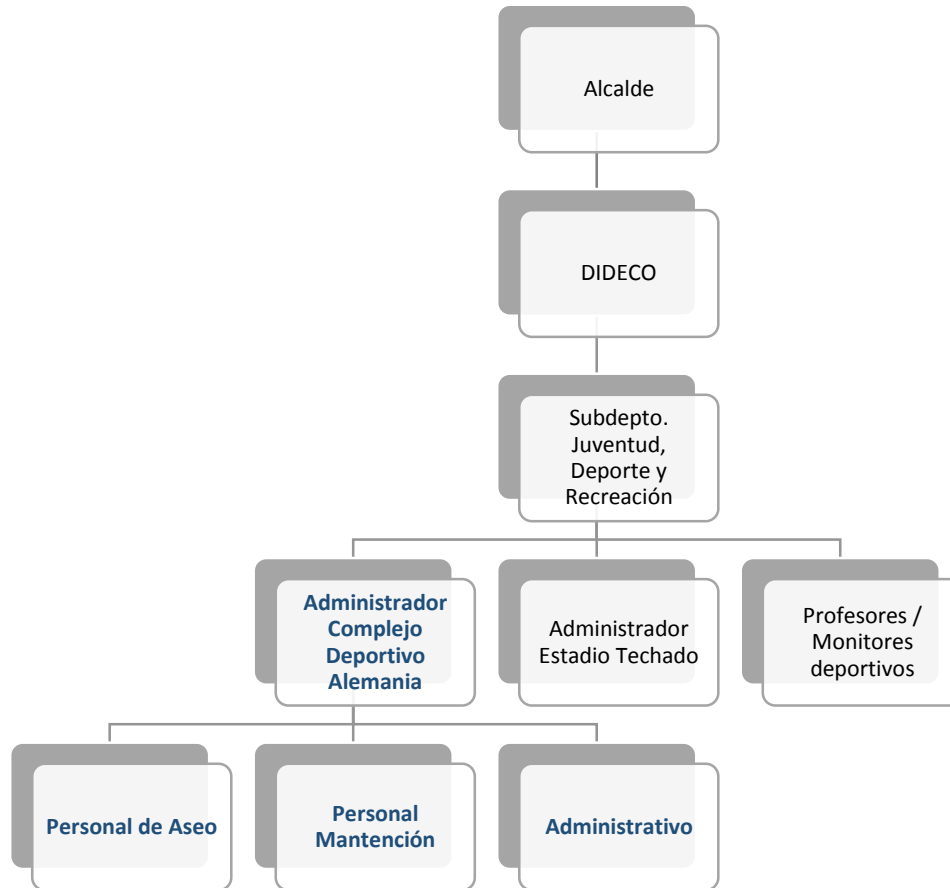 Alcalde
DIDECO
Subdepto.
Juventud,
Deporte y
Recreación
Administrador
Complejo
Deportivo
Alemania
Administrador
Estadio Techado
Profesores /
Monitores
deportivos
Personal de Aseo
Personal
Mantención
Administrativo